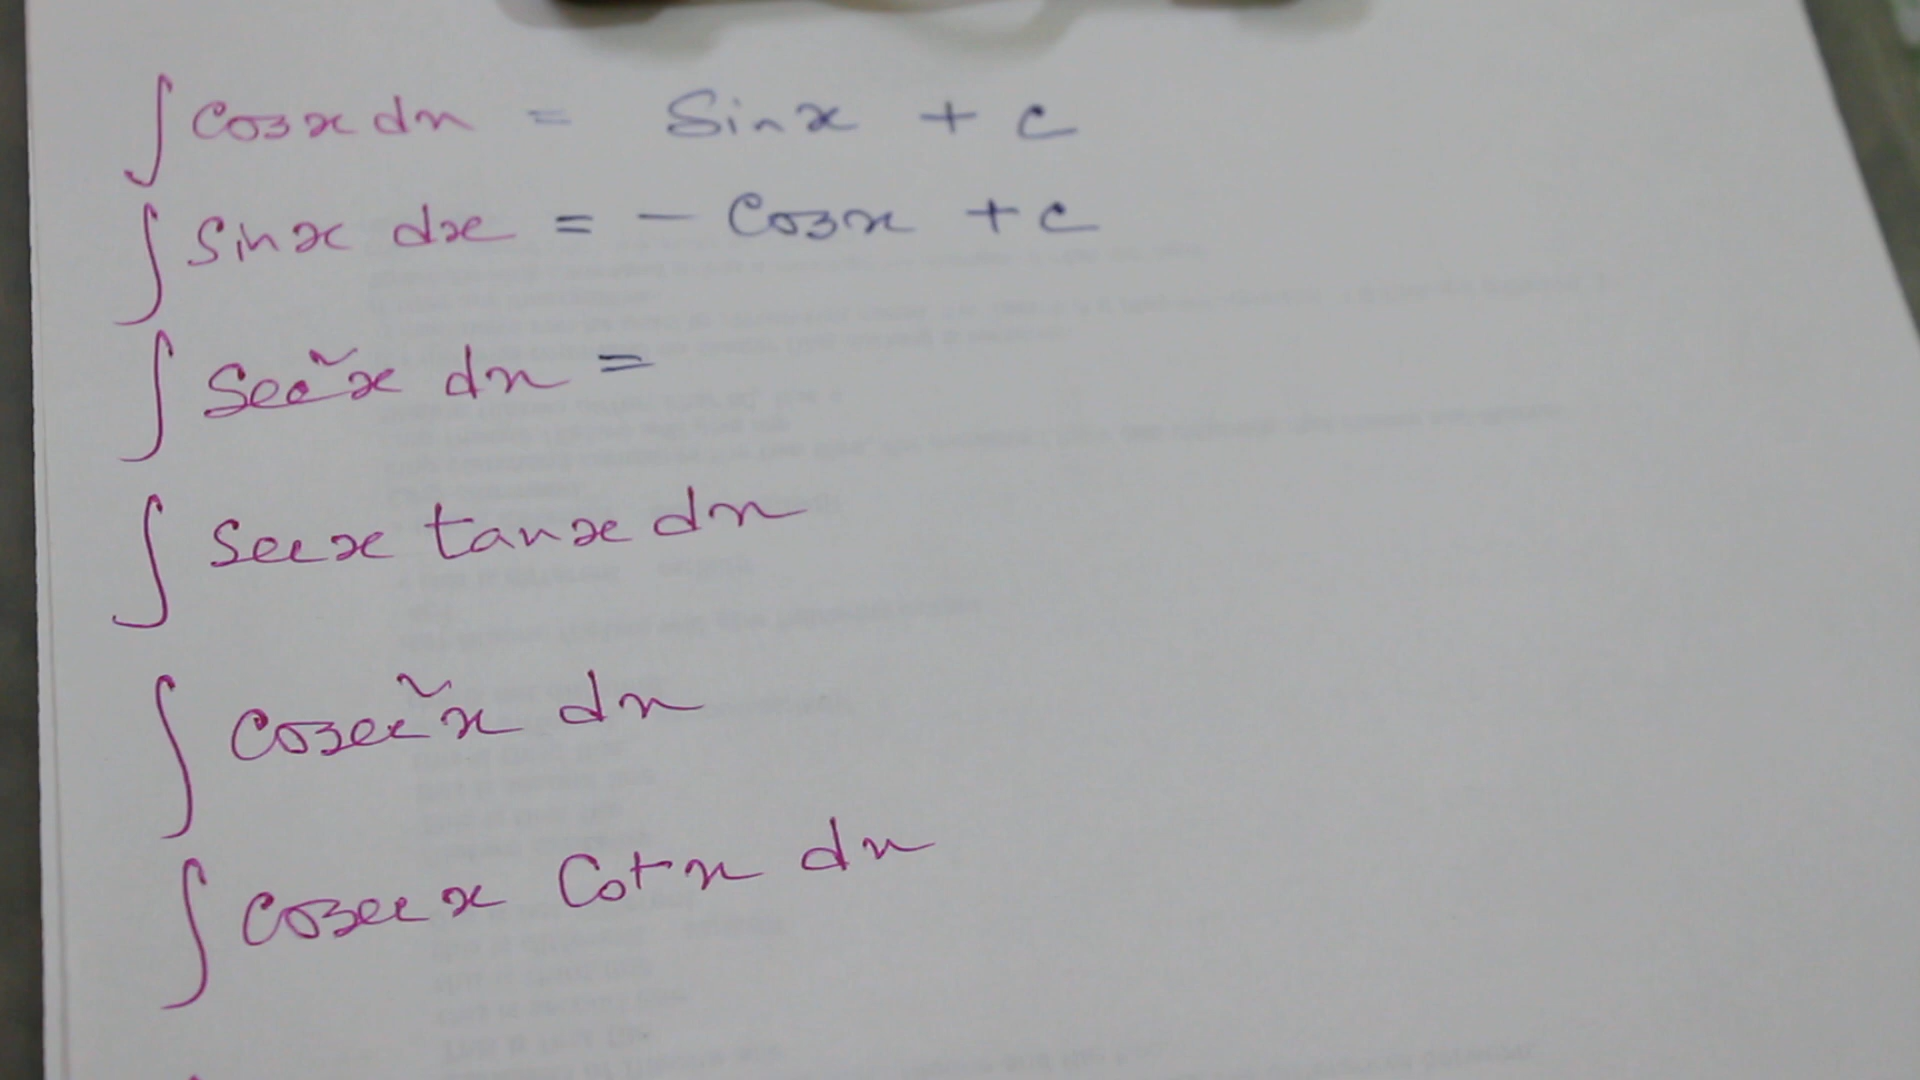 ∫ cosx dx = Sinx + c
∫ Sinx dx = - Cosx + c
∫ Sec²x dx =
∫ Secx tanx dx
∫ Cosec²x dx
∫ Cosecx Cotx dx